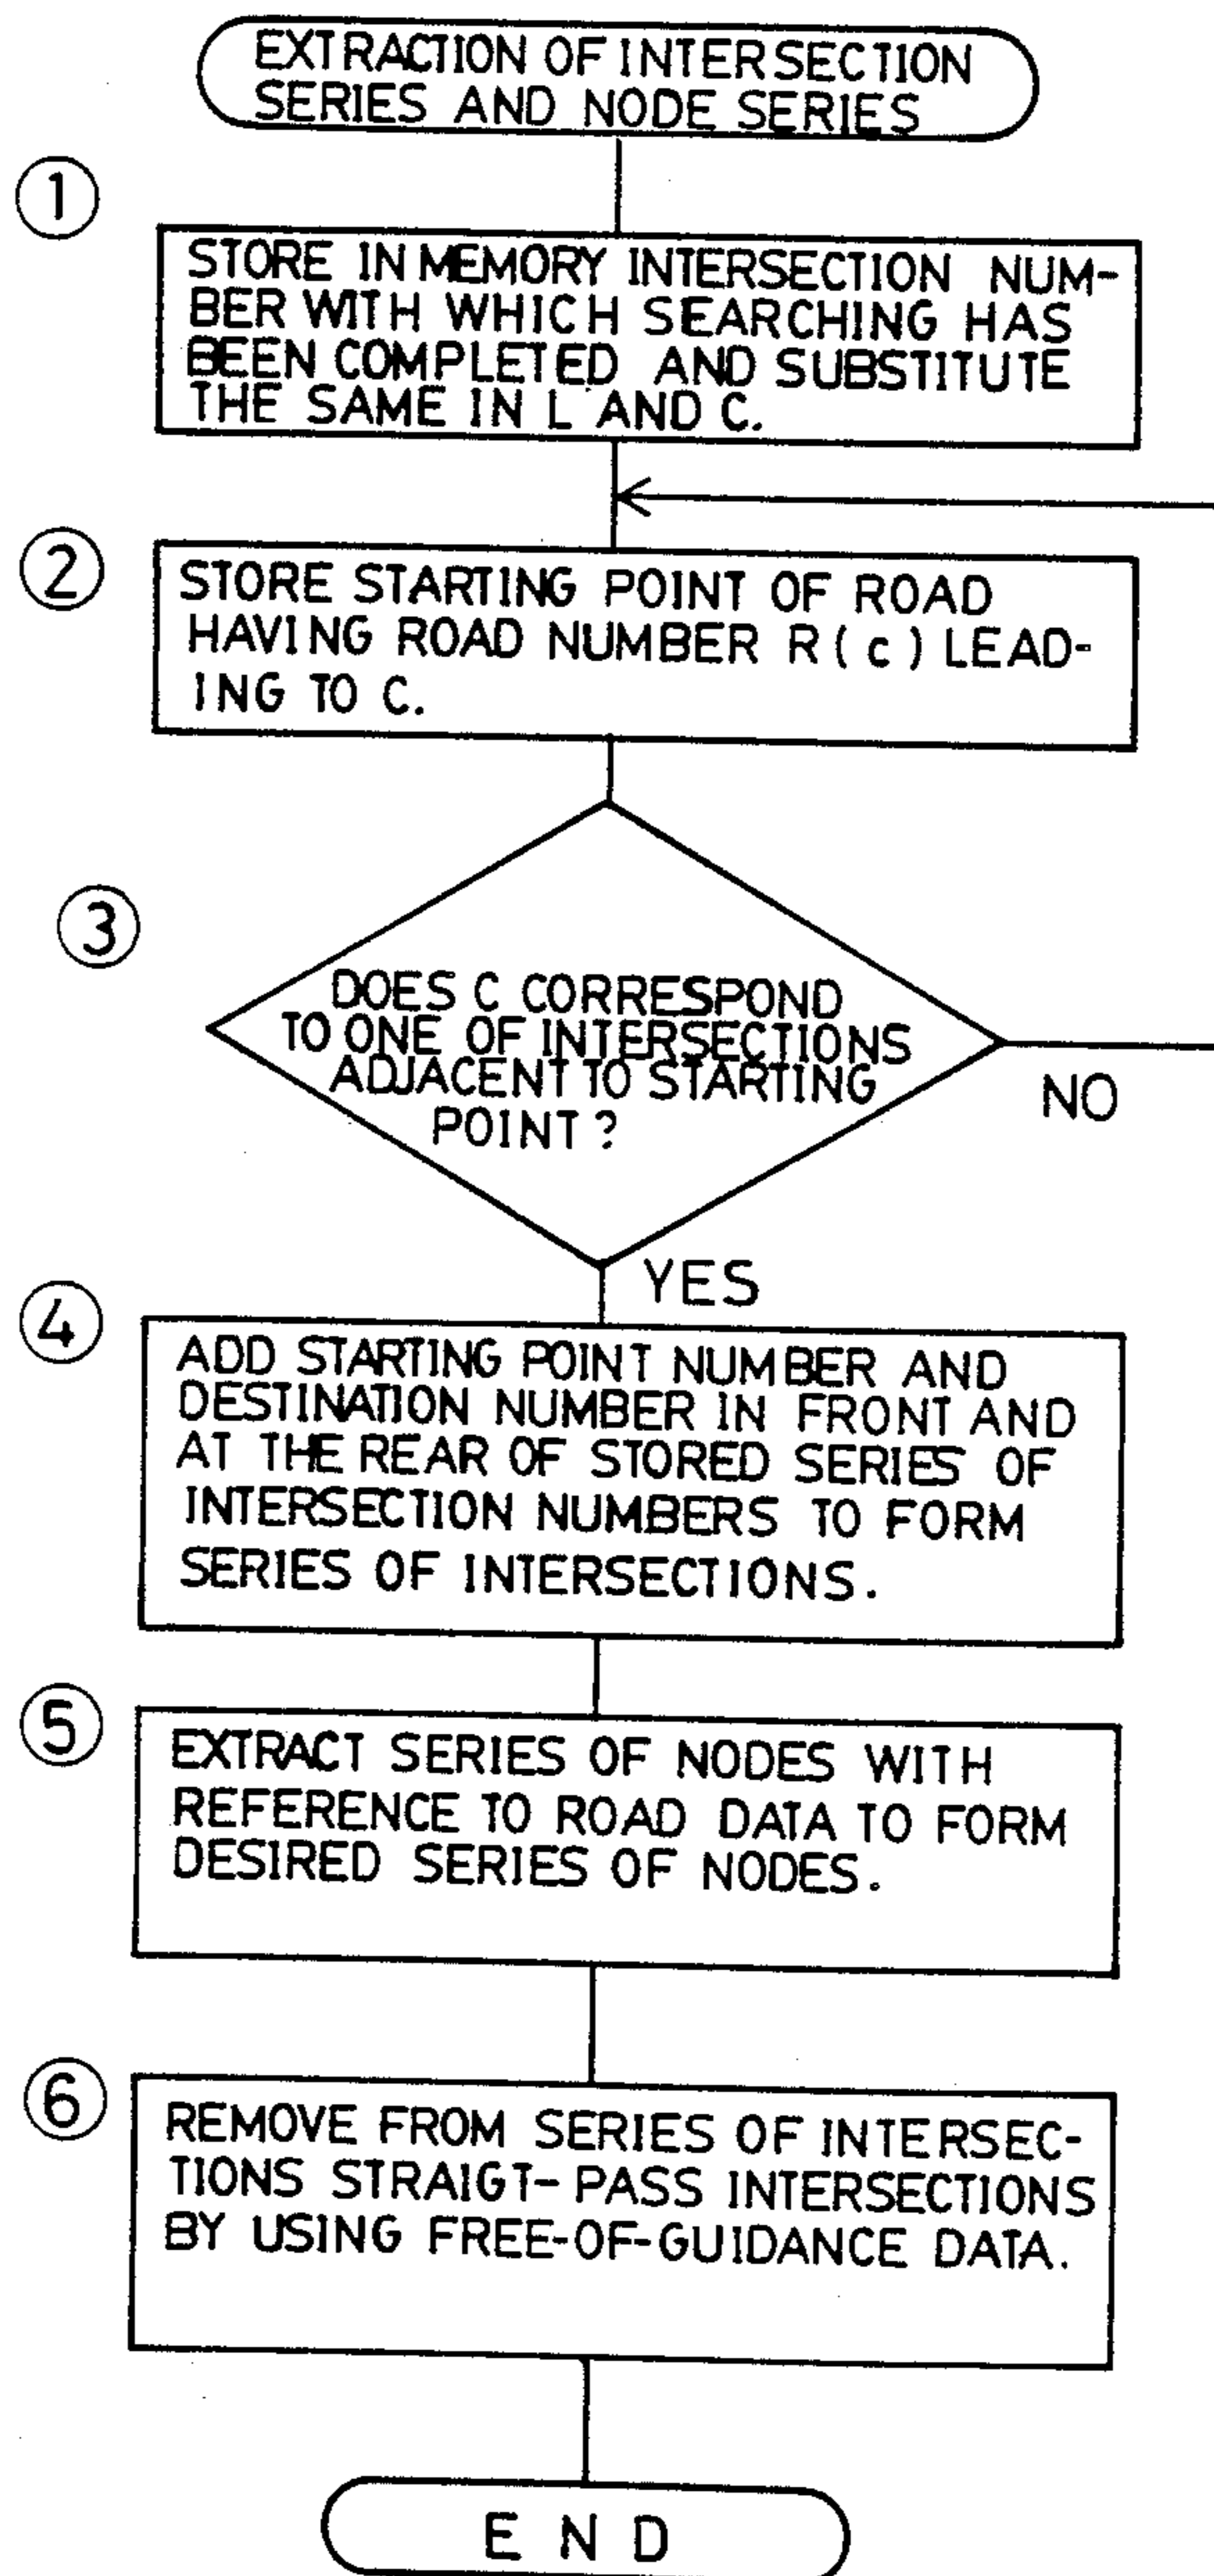 EXTRACTION OF INTERSECTION
SERIES AND NODE SERIES
1
STORE IN MEMORY INTERSECTION NUM-
BER WITH WHICH SEARCHING HAS
BEEN COMPLETED AND SUBSTITUTE
THE SAME IN L AND C.
2
STORE STARTING POINT OF ROAD
HAVING ROAD NUMBER R(c) LEAD-
ING TO C.
3
DOES C CORRESPOND
TO ONE OF INTERSECTIONS
ADJACENT TO STARTING
POINT?
NO
YES
4
ADD STARTING POINT NUMBER AND
DESTINATION NUMBER IN FRONT AND
AT THE REAR OF STORED SERIES OF
INTERSECTION NUMBERS TO FORM
SERIES OF INTERSECTIONS.
5
EXTRACT SERIES OF NODES WITH
REFERENCE TO ROAD DATA TO FORM
DESIRED SERIES OF NODES.
6
REMOVE FROM SERIES OF INTERSEC-
TIONS STRAIGT-PASS INTERSECTIONS
BY USING FREE-OF-GUIDANCE DATA.
END